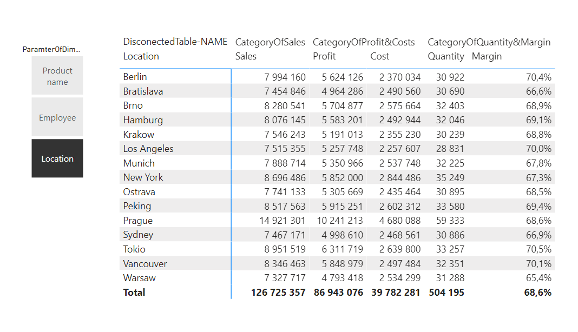 DisconectedTable-NAME CategoryOfSales CategoryOfProfit&Costs CategoryOfQuantity&Margin
ParamterOfDim...
Location Sales Profit Cost Quantity Margin
Product
name
Employee
Location
Berlin 7 994 160 5 624 126 2 370 034 30 922 70,4%
Bratislava 7 454 846 4 964 286 2 490 560 30 690 66,6%
Brno 8 280 541 5 704 877 2 575 664 32 403 68,9%
Hamburg 8 076 145 5 583 201 2 492 944 32 046 69,1%
Krakow 7 546 243 5 191 013 2 355 230 30 239 68,8%
Los Angeles 7 515 355 5 257 748 2 257 607 28 831 70,0%
Munich 7 888 714 5 350 966 2 537 748 32 225 67,8%
New York 8 696 486 5 852 000 2 844 486 35 249 67,3%
Ostrava 7 741 133 5 305 669 2 435 464 30 895 68,5%
Peking 8 517 563 5 915 251 2 602 312 33 580 69,4%
Prague 14 921 301 10 241 213 4 680 088 59 333 68,6%
Sydney 7 467 171 4 998 610 2 468 561 30 886 66,9%
Tokio 8 951 519 6 311 719 2 639 800 33 257 70,5%
Vancouver 8 346 463 5 848 979 2 497 484 32 351 70,1%
Warsaw 7 327 717 4 793 418 2 534 299 31 288 65,4%
Total 126 725 357 86 943 076 39 782 281 504 195 68,6%